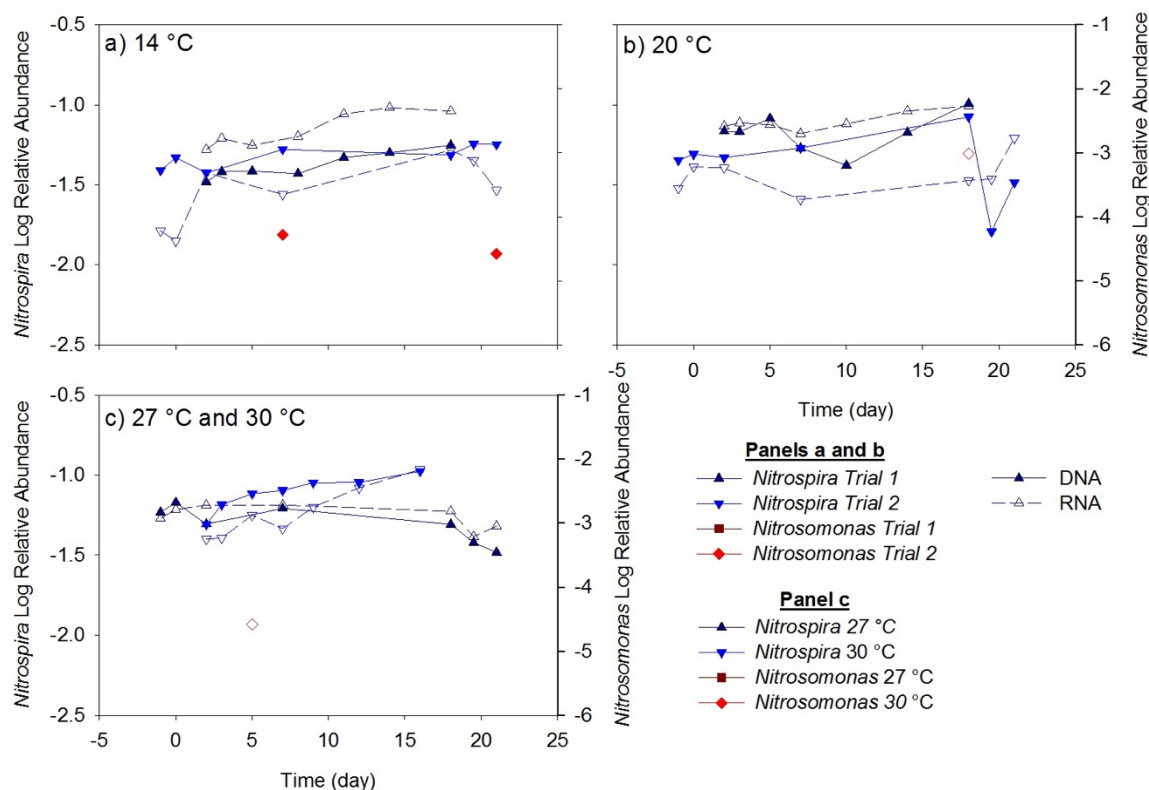 a) 14 °C
-0.5
-1.0
-1.5
-2.0
-2.5
Nitrospira Log Relative Abundance
b) 20 °C
-1
-2
-3
-4
-5
-6
Nitrosomonas Log Relative Abundance
-5 0 5 10 15 20 25
Time (day)
c) 27 °C and 30 °C
-0.5
-1.0
-1.5
-2.0
-2.5
Nitrospira Log Relative Abundance
-1
-2
-3
-4
-5
-6
Nitrosomonas Log Relative Abundance
-5 0 5 10 15 20 25
Time (day)
Panels a and b
Nitrospira Trial 1
Nitrospira Trial 2
Nitrosomonas Trial 1
Nitrosomonas Trial 2
DNA
RNA
Panel c
Nitrospira 27 °C
Nitrospira 30 °C
Nitrosomonas 27 °C
Nitrosomonas 30 °C